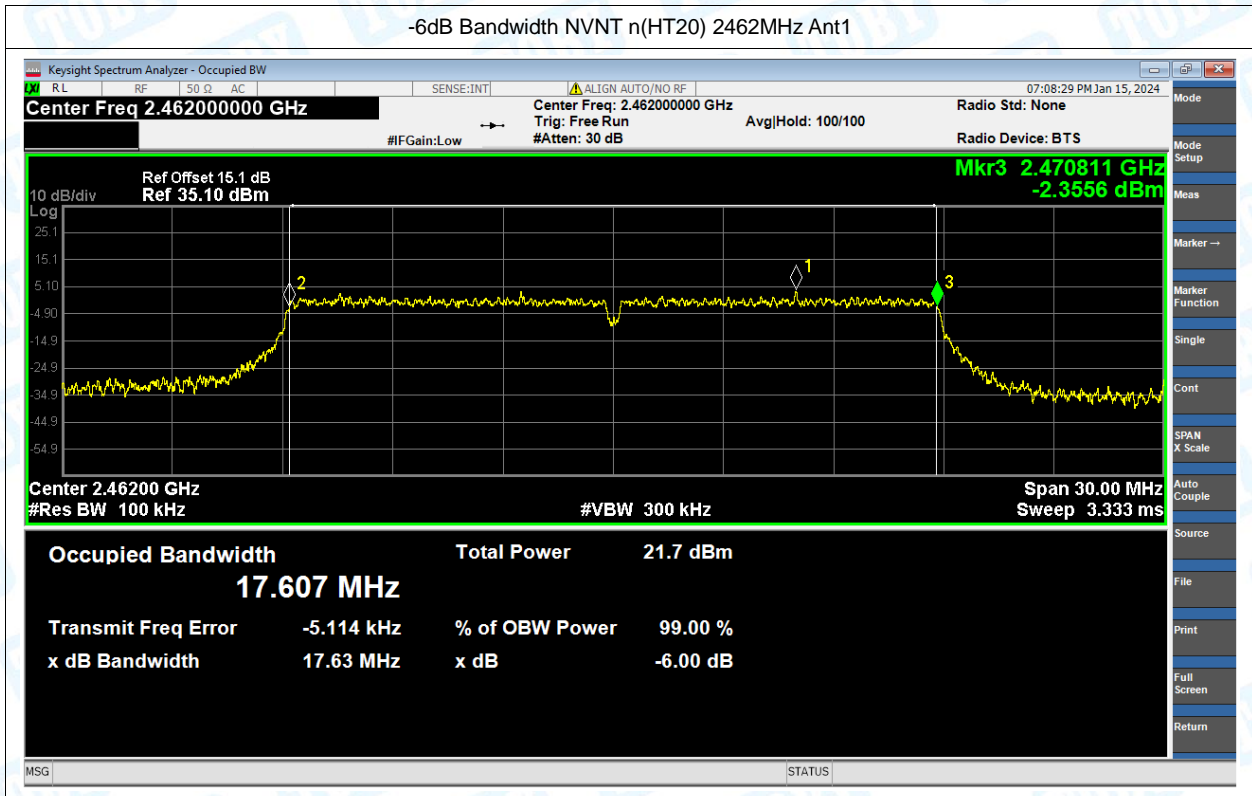 -6dB Bandwidth NVNT n(HT20) 2462MHz Ant1
Keysight Spectrum Analyzer - Occupied BW
LXI RL RF 50 Ω AC SENSE:INT ALIGN AUTO/NO RF 07:08:29 PM Jan 15, 2024
Center Freq 2.462000000 GHz
Center Freq: 2.462000000 GHz
Radio Std: None
Trig: Free Run
Avg|Hold: 100/100
#IFGain:Low
#Atten: 30 dB
Radio Device: BTS
Mkr3 2.470811 GHz
-2.3556 dBm
Ref Offset 15.1 dB
10 dB/div
Ref 35.10 dBm
Log
25.1
15.1
5.10
-4.90
-14.9
-24.9
-34.9
-44.9
-54.9
2
1
3
Center 2.46200 GHz
Span 30.00 MHz
#Res BW 100 kHz
#VBW 300 kHz
Sweep 3.333 ms
Occupied Bandwidth
17.607 MHz
Total Power 21.7 dBm
Transmit Freq Error -5.114 kHz
% of OBW Power 99.00 %
x dB Bandwidth 17.63 MHz
x dB -6.00 dB
MSG
STATUS
Mode
Mode
Setup
Meas
Marker →
Marker
Function
Single
Cont
SPAN
X Scale
Auto
Couple
Source
File
Print
Full
Screen
Return
TOBY